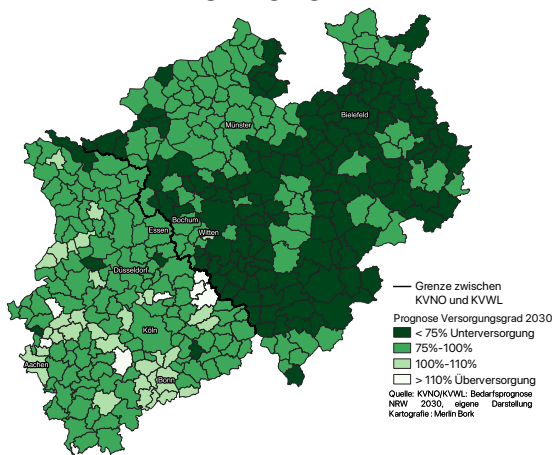 Bielefeld
Münster
Bochum
Essen
Witten
Düsseldorf
Köln
Aachen
Bonn
Grenze zwischen
KVNO und KVWL
Prognose Versorgungsgrad 2030
< 75% Unterversorgung
75%-100%
100%-110%
> 110% Überversorgung
Quelle: KVNO/KVWL: Bedarfsprognose
NRW 2030, eigene Darstellung
Kartografie: Merlin Bork